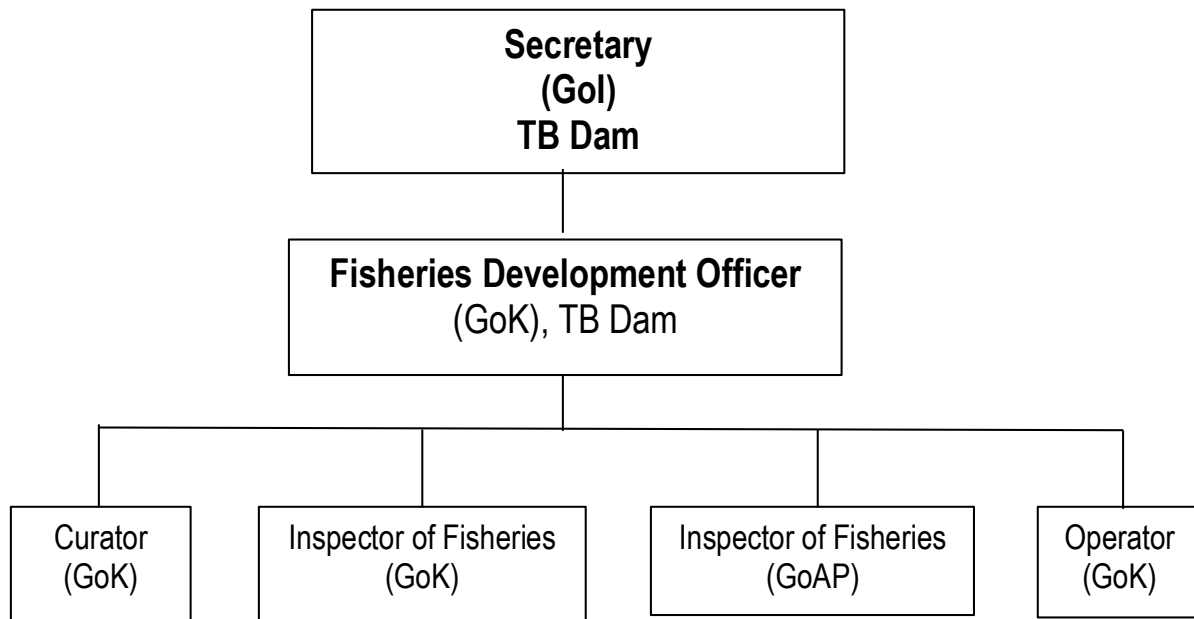 Secretary
(GoI)
TB Dam
Fisheries Development Officer
(GoK), TB Dam
Curator
(GoK)
Inspector of Fisheries
(GoK)
Inspector of Fisheries
(GoAP)
Operator
(GoK)